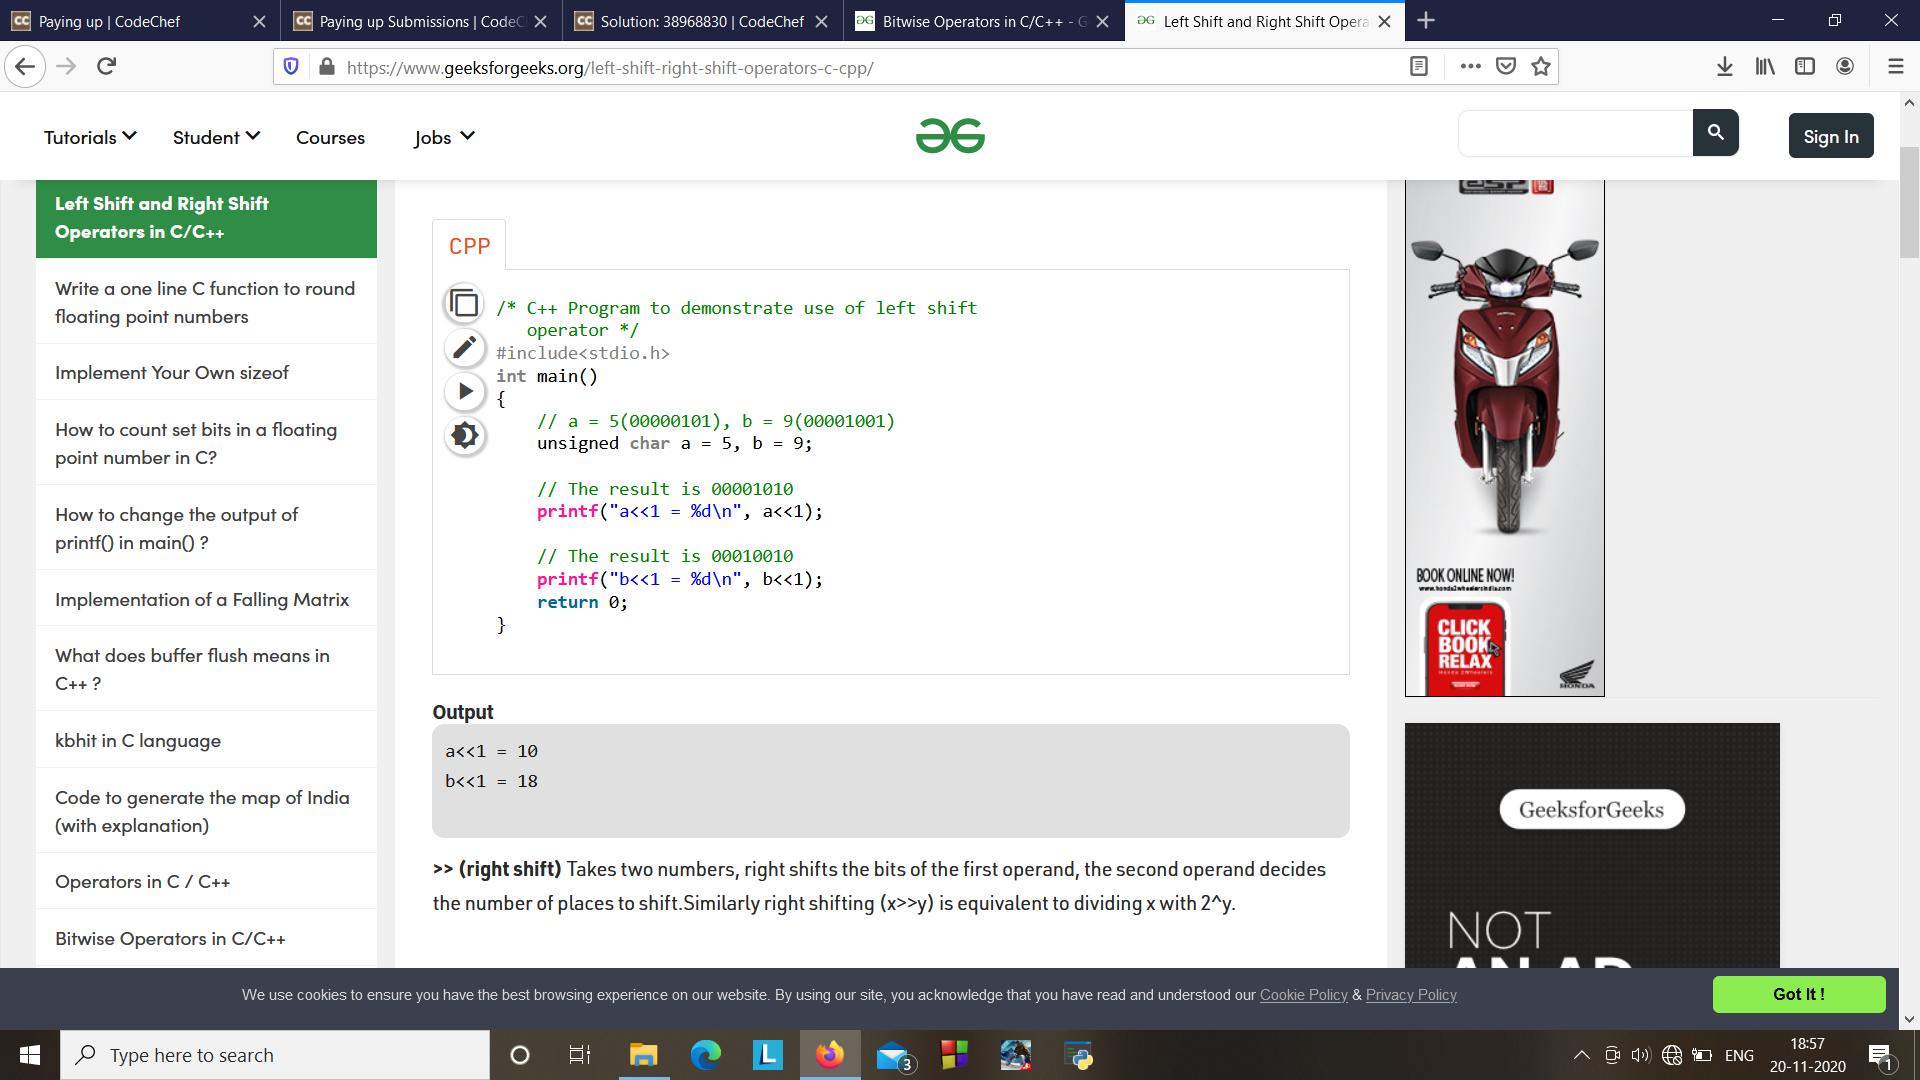 Paying up | CodeChef
Paying up Submissions | CodeC
Solution: 38968830 | CodeChef
Bitwise Operators in C/C++ - G
Left Shift and Right Shift Opera
https://www.geeksforgeeks.org/left-shift-right-shift-operators-c-cpp/
Tutorials
Student
Courses
Jobs
Sign In
Left Shift and Right Shift
Operators in C/C++
Write a one line C function to round
floating point numbers
Implement Your Own sizeof
How to count set bits in a floating
point number in C?
How to change the output of
printf() in main() ?
Implementation of a Falling Matrix
What does buffer flush means in
C++ ?
kbhit in C language
Code to generate the map of India
(with explanation)
Operators in C / C++
Bitwise Operators in C/C++
CPP
/* C++ Program to demonstrate use of left shift
operator */
#include<stdio.h>
int main()
{
// a = 5(00000101), b = 9(00001001)
unsigned char a = 5, b = 9;
// The result is 00001010
printf("a<<1 = %d\n", a<<1);
// The result is 00010010
printf("b<<1 = %d\n", b<<1);
return 0;
}
Output
a<<1 = 10
b<<1 = 18
>> (right shift) Takes two numbers, right shifts the bits of the first operand, the second operand decides
the number of places to shift.Similarly right shifting (x>>y) is equivalent to dividing x with 2^y.
BOOK ONLINE NOW!
www.honda2wheelersindia.com
CLICK
BOOK
RELAX
Honda 2Wheelers
HONDA
GeeksforGeeks
NOT
AN AD
We use cookies to ensure you have the best browsing experience on our website. By using our site, you acknowledge that you have read and understood our Cookie Policy & Privacy Policy
Got It !
Type here to search
L
3
ENG
18:57
20-11-2020
1